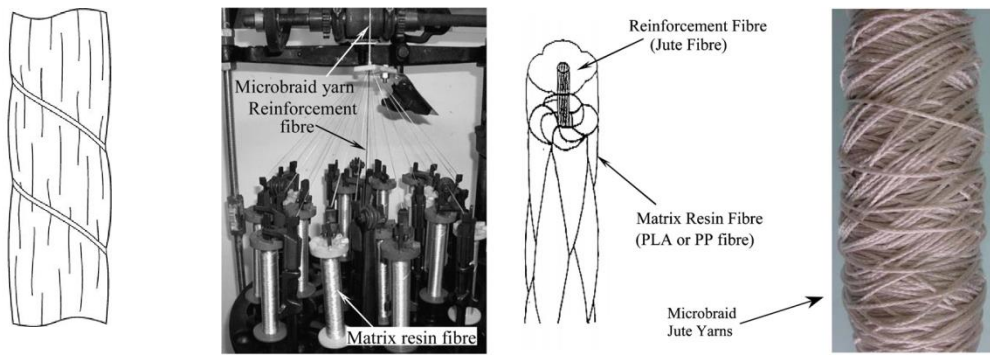 Microbraid yarn
Reinforcement
fibre
Matrix resin fibre
Reinforcement Fibre
(Jute Fibre)
Matrix Resin Fibre
(PLA or PP fibre)
Microbraid
Jute Yarns